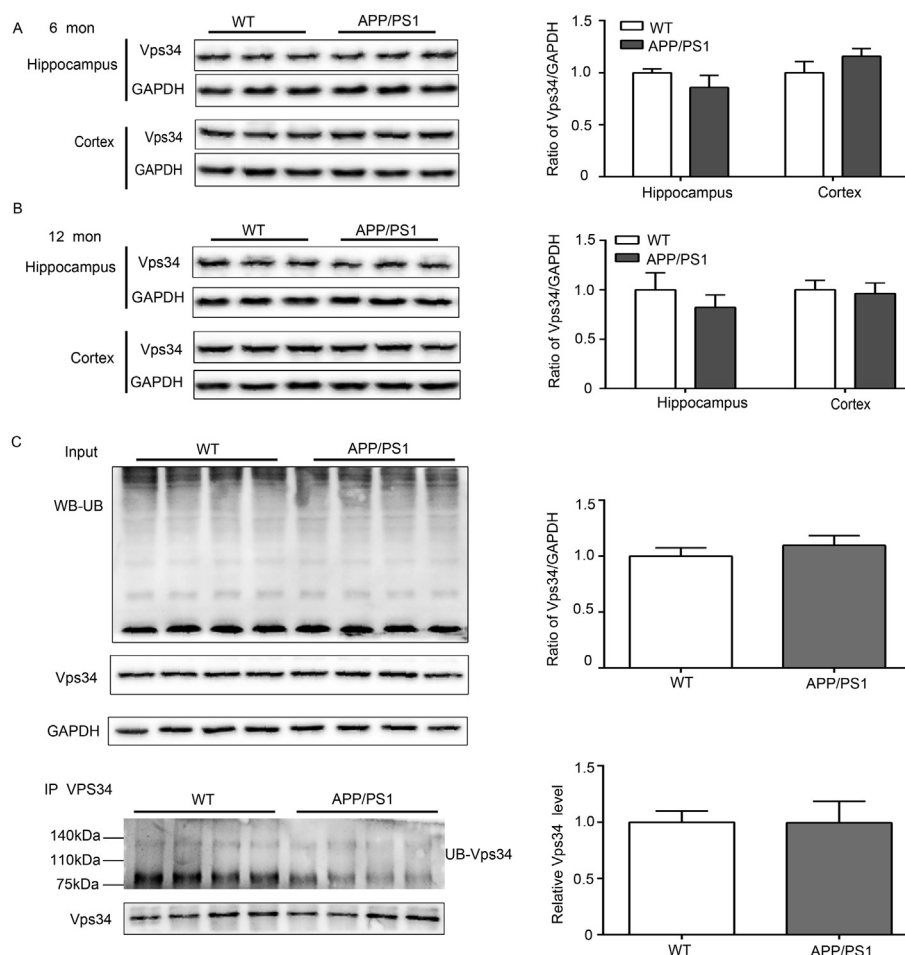 A 6 mon
WT APP/PS1
Hippocampus
Vps34
GAPDH
Cortex
Vps34
GAPDH
Ratio of Vps34/GAPDH
1.5
1.0
0.5
0
WT
APP/PS1
Hippocampus Cortex
B
12 mon
WT APP/PS1
Hippocampus
Vps34
GAPDH
Cortex
Vps34
GAPDH
Ratio of Vps34/GAPDH
1.5
1.0
0.5
0
WT
APP/PS1
Hippocampus Cortex
C
Input
WT APP/PS1
WB-UB
Vps34
GAPDH
Ratio of Vps34/GAPDH
1.5
1.0
0.5
0
WT APP/PS1
IP VPS34
WT APP/PS1
140kDa
110kDa
75kDa
UB-Vps34
Vps34
Relative Vps34 level
1.5
1.0
0.5
0
WT APP/PS1